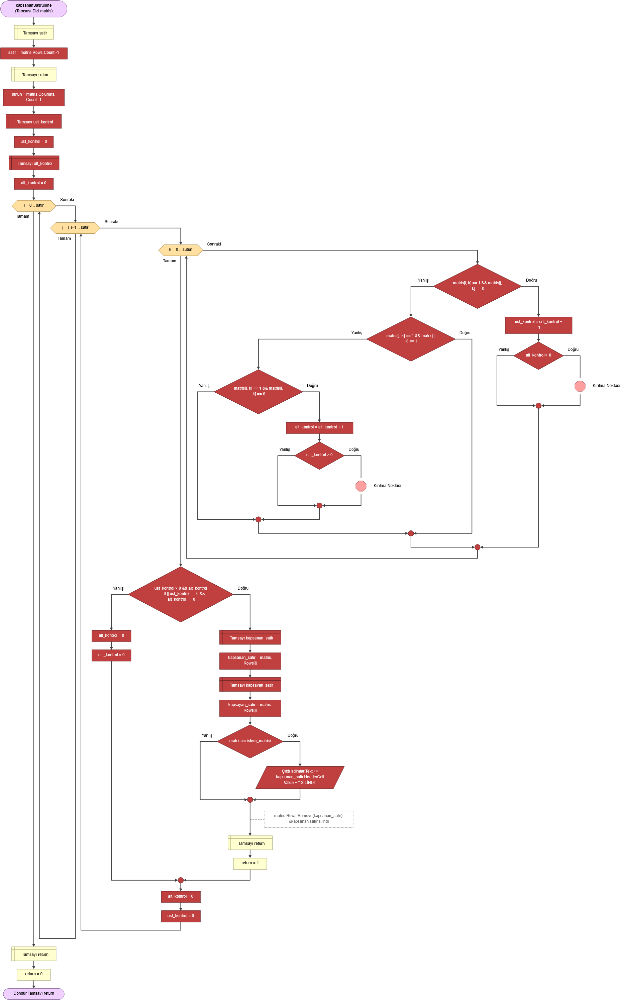 kapsananSatirSilme
(Tamsayı Dizi matris)
Tamsayı satir
satir = matris.Rows.Count -1
Tamsayı sutun
sutun = matris.Columns.
Count -1
Tamsayı ust_kontrol
ust_kontrol = 0
Tamsayı alt_kontrol
alt_kontrol = 0
i = 0 .. satir
Sonraki
Tamam
j = j=i+1 .. satir
Sonraki
Tamam
k = 0 .. sutun
Sonraki
Tamam
matris[i, k] == 1 && matris[j,
k] == 0
Yanlış
Doğru
ust_kontrol = ust_kontrol +
1
matris[j, k] == 1 && matris[i,
k] == 1
Yanlış
Doğru
alt_kontrol > 0
Yanlış
Doğru
Kırılma Noktası
matris[j, k] == 1 && matris[i,
k] == 0
Yanlış
Doğru
alt_kontrol = alt_kontrol + 1
ust_kontrol > 0
Yanlış
Doğru
Kırılma Noktası
ust_kontrol > 0 && alt_kontrol
== 0 || ust_kontrol == 0 &&
alt_kontrol == 0
Yanlış
Doğru
alt_kontrol = 0
ust_kontrol = 0
Tamsayı kapsanan_satir
kapsanan_satir = matris.
Rows[j]
Tamsayı kapsayan_satir
kapsayan_satir = matris.
Rows[i]
matris == islem_matrisi
Yanlış
Doğru
Çıktı adimlar.Text +=
kapsanan_satir.HeaderCell.
Value + " SİLİNDİ"
matris.Rows.Remove(kapsanan_satir)
//kapsanan satır silindi
Tamsayı return
return = 1
alt_kontrol = 0
ust_kontrol = 0
Tamsayı return
return = 0
Döndür Tamsayı return